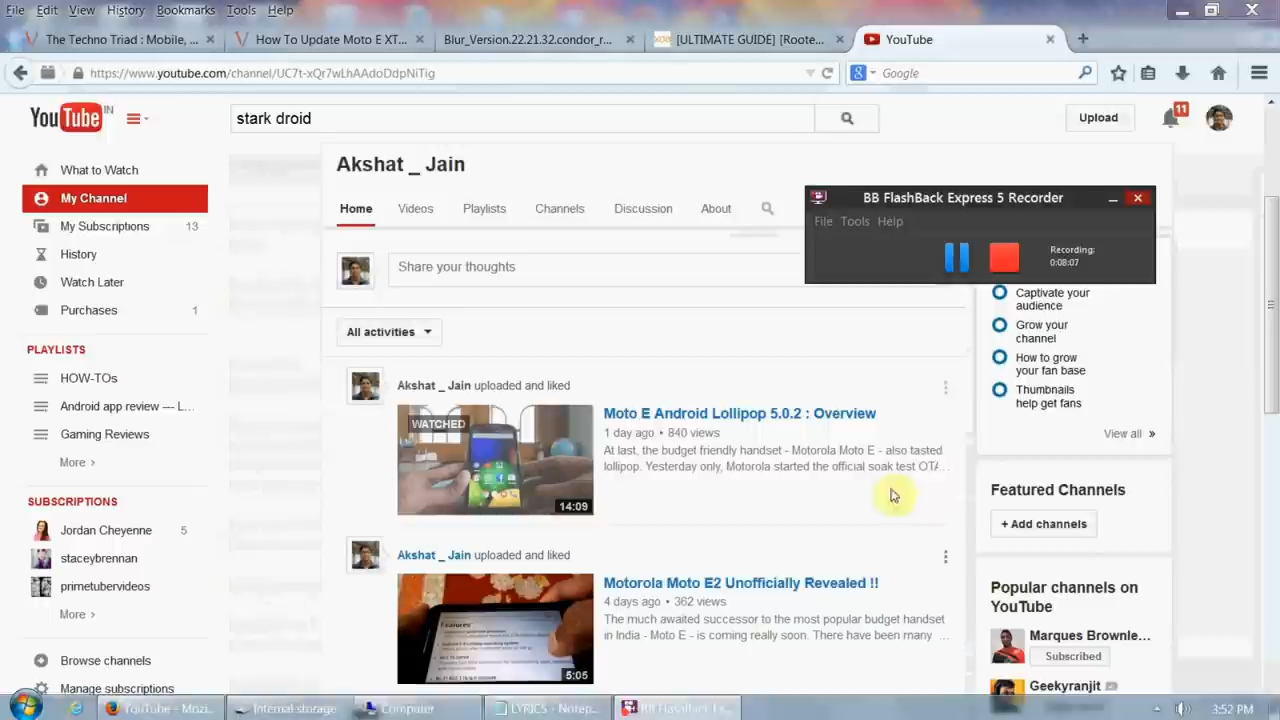 File Edit View History Bookmarks Tools Help
The Techno Triad : Mobile, ...
How To Update Moto E XT...
Blur_Version.22.21.32.condor_r...
[ULTIMATE GUIDE] [Roote...
YouTube
https://www.youtube.com/channel/UC7t-xQr7wLhAAdoDdpNiTig
Google
YouTube IN
stark droid
Upload
11
What to Watch
My Channel
My Subscriptions 13
History
Watch Later
Purchases 1
PLAYLISTS
HOW-TOs
Android app review --- L...
Gaming Reviews
More
SUBSCRIPTIONS
Jordan Cheyenne 5
staceybrennan
primetubervideos
More
Browse channels
Manage subscriptions
Akshat _ Jain
Home Videos Playlists Channels Discussion About
Share your thoughts
All activities
Akshat _ Jain uploaded and liked
WATCHED
14:09
Moto E Android Lollipop 5.0.2 : Overview
1 day ago • 840 views
At last, the budget friendly handset - Motorola Moto E - also tasted
lollipop. Yesterday only, Motorola started the official soak test OTA...
Akshat _ Jain uploaded and liked
Features
5:05
Motorola Moto E2 Unofficially Revealed !!
4 days ago • 362 views
The much awaited successor to the most popular budget handset
in India - Moto E - is coming really soon. There have been many ...
BB FlashBack Express 5 Recorder
File Tools Help
Recording:
0:08:07
Captivate your
audience
Grow your
channel
How to grow
your fan base
Thumbnails
help get fans
View all »
Featured Channels
+ Add channels
Popular channels on
YouTube
Marques Brownle...
Subscribed
Geekyranjit
YouTube - Mozi...
Internal storage
Computer
LYRICS - Notep...
BB FlashBack Ex...
3:52 PM